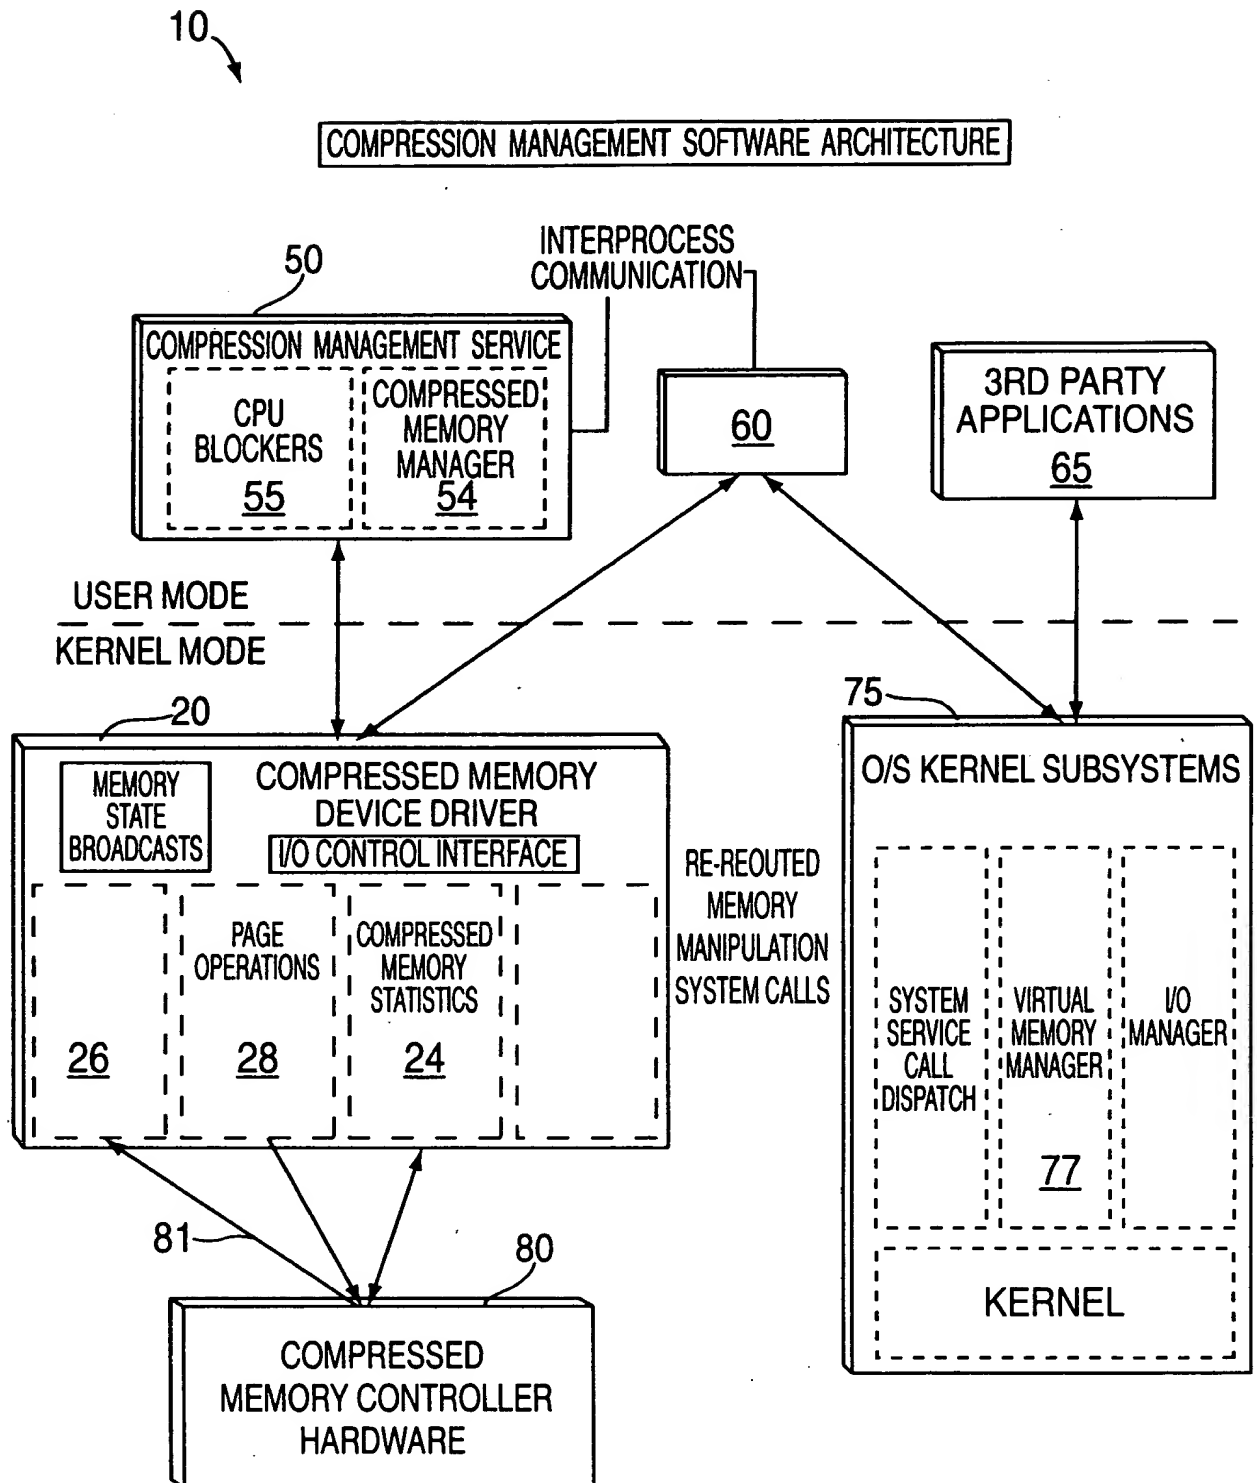 10
COMPRESSION MANAGEMENT SOFTWARE ARCHITECTURE
INTERPROCESS
COMMUNICATION
50
COMPRESSION MANAGEMENT SERVICE
CPU
BLOCKERS
55
COMPRESSED
MEMORY
MANAGER
54
60
3RD PARTY
APPLICATIONS
65
USER MODE
KERNEL MODE
20
MEMORY
STATE
BROADCASTS
COMPRESSED MEMORY
DEVICE DRIVER
I/O CONTROL INTERFACE
26
PAGE
OPERATIONS
28
COMPRESSED
MEMORY
STATISTICS
24
RE-REOUTED
MEMORY
MANIPULATION
SYSTEM CALLS
75
O/S KERNEL SUBSYSTEMS
SYSTEM
SERVICE
CALL
DISPATCH
VIRTUAL
MEMORY
MANAGER
77
I/O
MANAGER
KERNEL
81
80
COMPRESSED
MEMORY CONTROLLER
HARDWARE